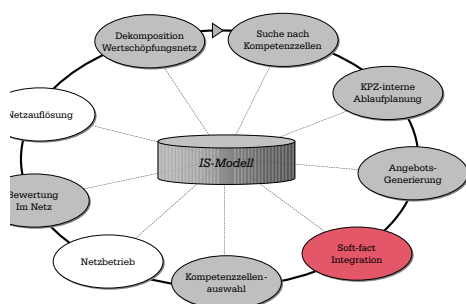 Dekomposition
Wertschöpfungsnetz
Suche nach
Kompetenzzellen
KPZ-interne
Ablaufplanung
Angebots-
Generierung
Soft-fact
Integration
Kompetenzzellen-
auswahl
Netzbetrieb
Bewertung
Im Netz
Netzauflösung
IS-Modell